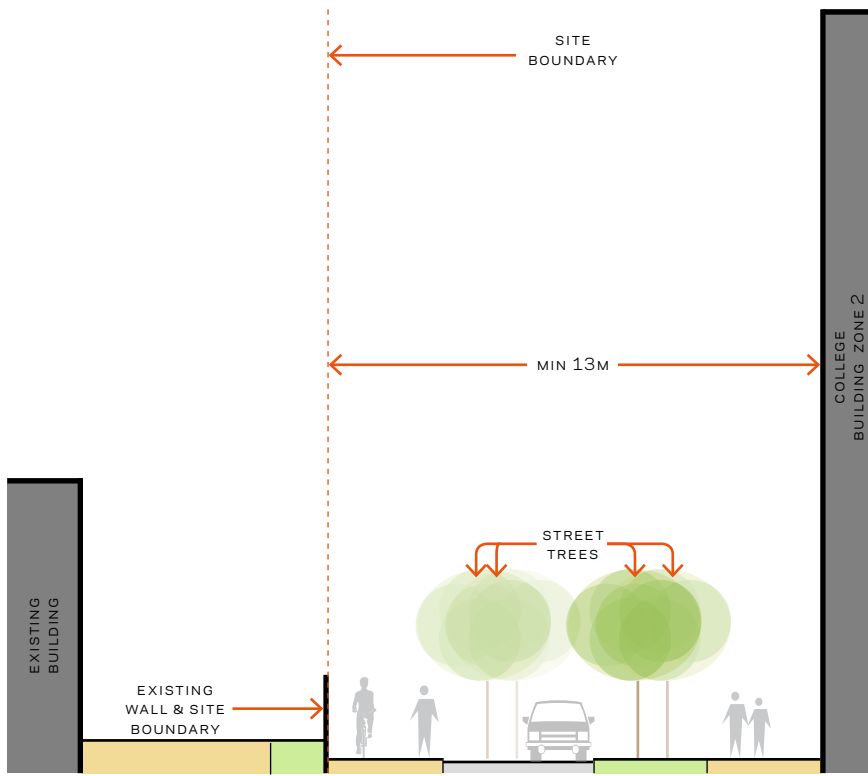 SITE
BOUNDARY
MIN 13M
STREET
TREES
EXISTING
WALL & SITE
BOUNDARY
EXISTING
BUILDING
COLLEGE
BUILDING ZONE 2